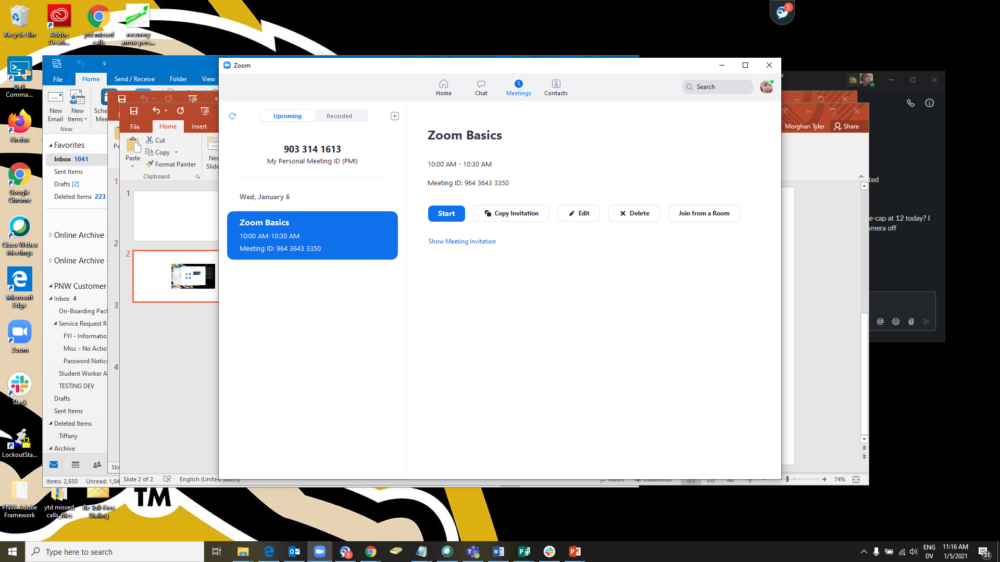 Recycle Bin
Adobe
Creati...
ytd missed
calls
recovery
arrow pers...
Dell
Comma...
Firefox
Google
Chrome
Cisco Webex
Meetings
Microsoft
Edge
Zoom
Slack
LockoutSta...
PNW-Adobe
Framework
ytd missed
calls_files
Re Toll-Free
Dialing
TM
File
Home
Send / Receive
Folder
View
New
Email
New
Items
New
Favorites
Inbox 1041
Sent Items
Drafts [2]
Deleted Items 223
Online Archive -
Online Archive -
PNW Customer
Inbox 4
On-Boarding Pac
Service Request R
FYI - Informatio
Misc - No Actio
Password Notice
Student Worker A
TESTING DEV
Drafts
Sent Items
Deleted Items
Tiffany
Archive
Items: 2,650
Unread: 1,04
1
2
3
4
File
Home
Insert
Paste
Cut
Copy
Format Painter
Clipboard
New
Slide
1
2
Slide 2 of 2
English (United States)
Notes
Comments
74%
Morghan Tyler
Share
Zoom
Home
Chat
Meetings
Contacts
Search
Upcoming
Recorded
903 314 1613
My Personal Meeting ID (PMI)
Wed, January 6
Zoom Basics
10:00 AM-10:30 AM
Meeting ID: 964 3643 3350
Zoom Basics
10:00 AM - 10:30 AM
Meeting ID: 964 3643 3350
Start
Copy Invitation
Edit
Delete
Join from a Room
Show Meeting Invitation
ted
e-cap at 12 today? I
mera off
1
Type here to search
1
ENG
DV
11:16 AM
1/5/2021
31